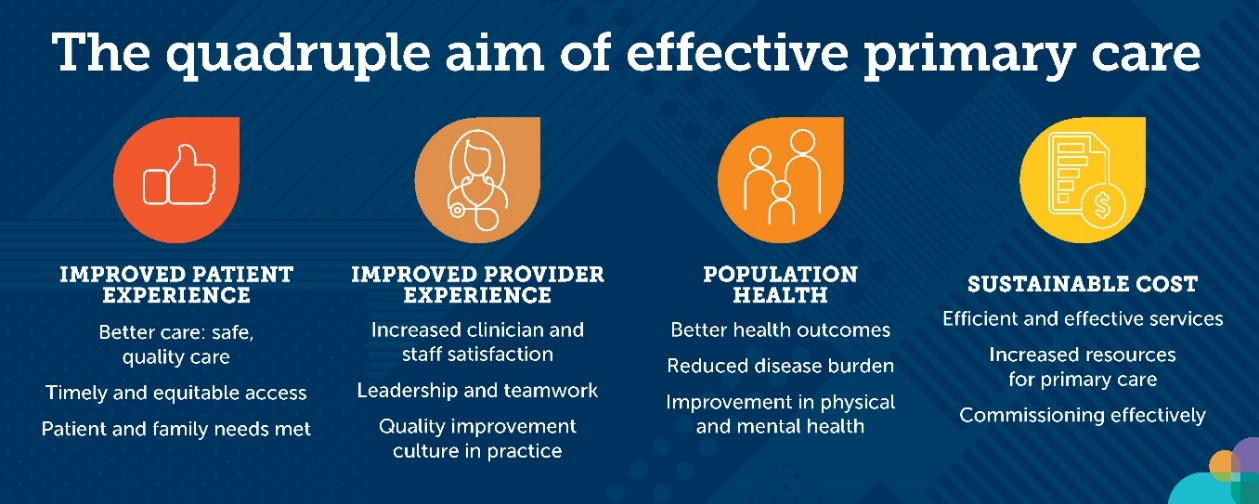 The quadruple aim of effective primary care
IMPROVED PATIENT
EXPERIENCE
Better care: safe,
quality care
Timely and equitable access
Patient and family needs met
IMPROVED PROVIDER
EXPERIENCE
Increased clinician and
staff satisfaction
Leadership and teamwork
Quality improvement
culture in practice
POPULATION
HEALTH
Better health outcomes
Reduced disease burden
Improvement in physical
and mental health
$
SUSTAINABLE COST
Efficient and effective services
Increased resources
for primary care
Commissioning effectively